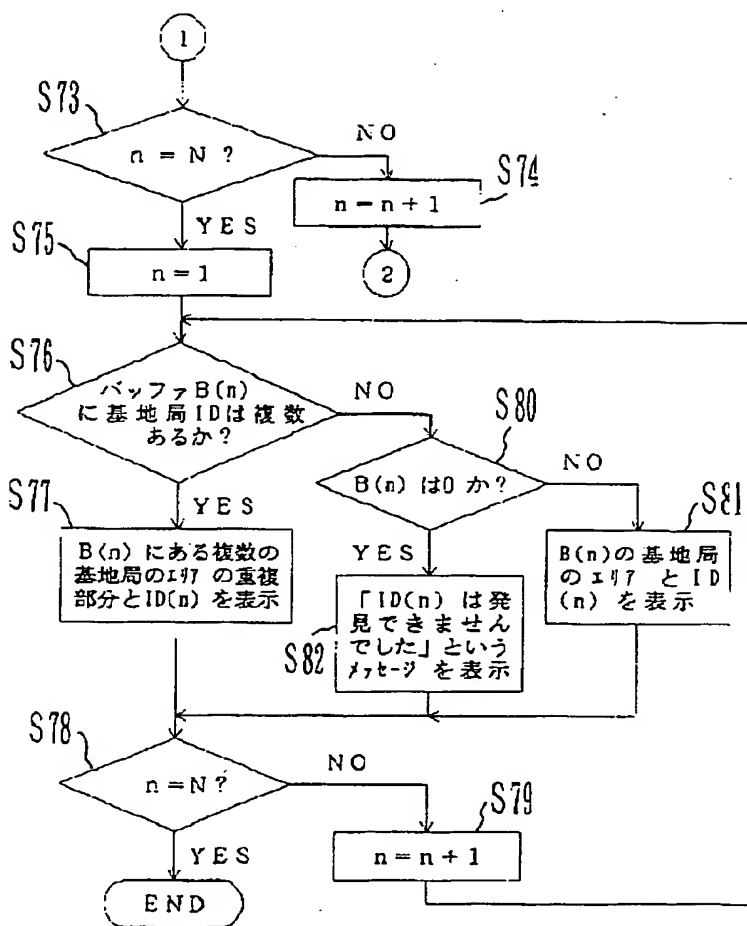 1
S73
n = N ?
NO
S74
n = n + 1
2
YES
S75
n = 1
S76
バッファB(n)
に基地局IDは複数
あるか?
NO
S80
B(n) は0 か?
NO
S81
B(n)の基地局
のエリア とID
(n) を表示
YES
S77
B(n) にある複数の
基地局のエリアの重複
部分とID(n) を表示
YES
S82
「ID(n) は発
見できません
でした」という
メッセージ を表示
S78
n = N ?
NO
S79
n = n + 1
YES
END